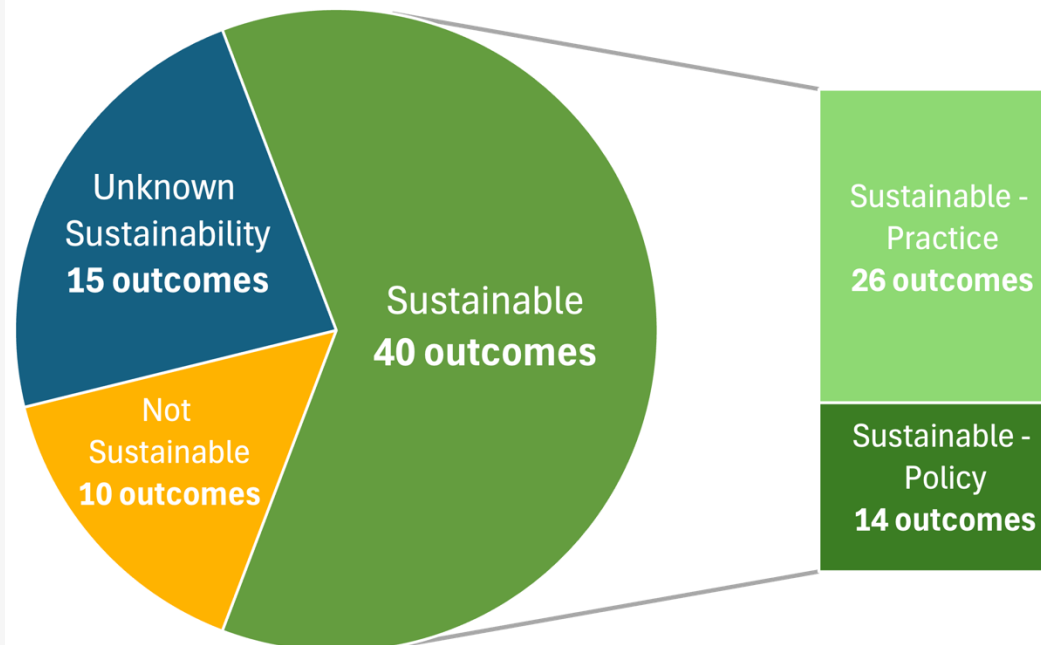 Unknown
Sustainability
15 outcomes
Sustainable
40 outcomes
Not
Sustainable
10 outcomes
Sustainable -
Practice
26 outcomes
Sustainable -
Policy
14 outcomes